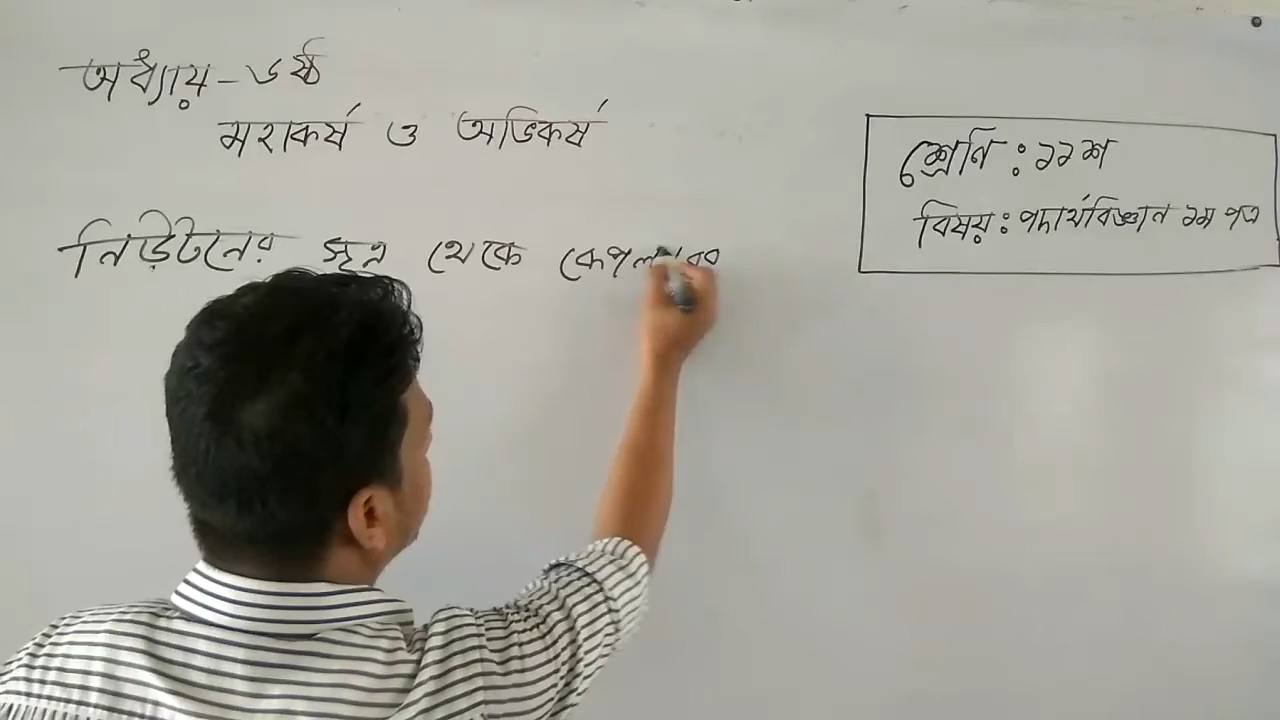 অধ্যায় - ৬ষ্ঠ
মহাকর্ষ ও অভিকর্ষ
শ্রেণি : ১১শ
বিষয় : পদার্থবিজ্ঞান ১ম পত্র
নিউটনের সূত্র থেকে